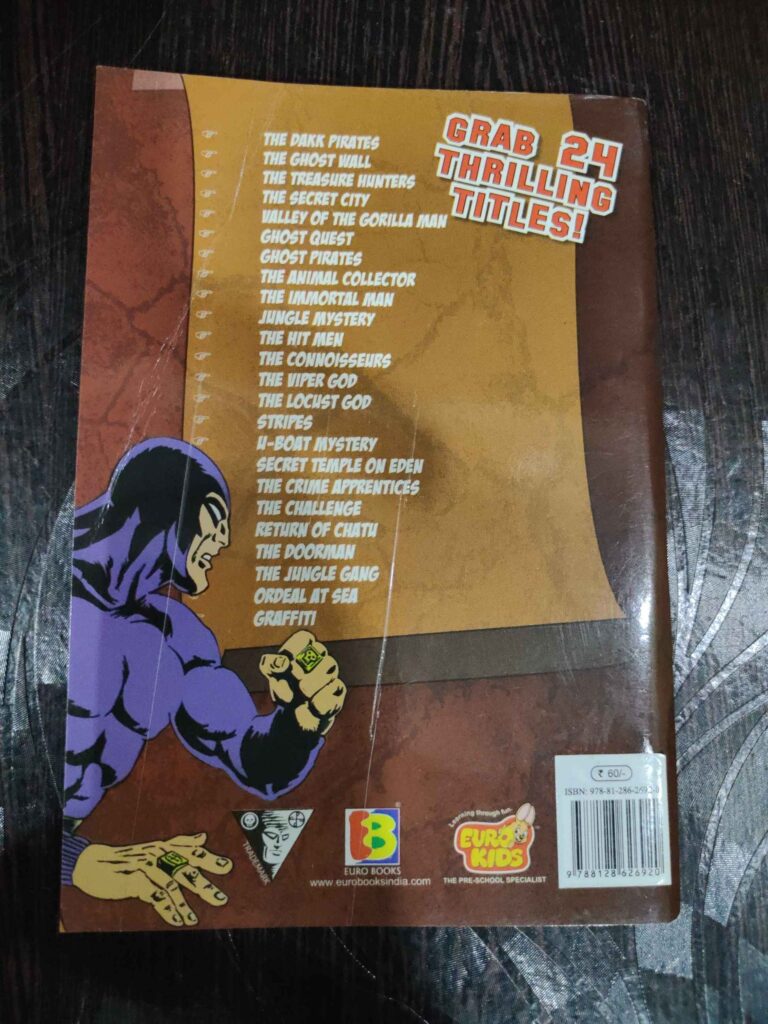 GRAB 24
THRILLING
TITLES!
THE DAKK PIRATES
THE GHOST WALL
THE TREASURE HUNTERS
THE SECRET CITY
VALLEY OF THE GORILLA MAN
GHOST QUEST
GHOST PIRATES
THE ANIMAL COLLECTOR
THE IMMORTAL MAN
JUNGLE MYSTERY
THE HIT MEN
THE CONNOISSEURS
THE VIPER GOD
THE LOCUST GOD
STRIPES
U-BOAT MYSTERY
SECRET TEMPLE ON EDEN
THE CRIME APPRENTICES
THE CHALLENGE
RETURN OF CHATU
THE DOORMAN
THE JUNGLE GANG
ORDEAL AT SEA
GRAFFITI
TRADEMARK
EB
®
EURO BOOKS
www.eurobooksindia.com
Learning through fun.
EURO
KIDS
THE PRE-SCHOOL SPECIALIST
₹ 60/-
ISBN: 978-81-286-2692-0
9 788128 626920